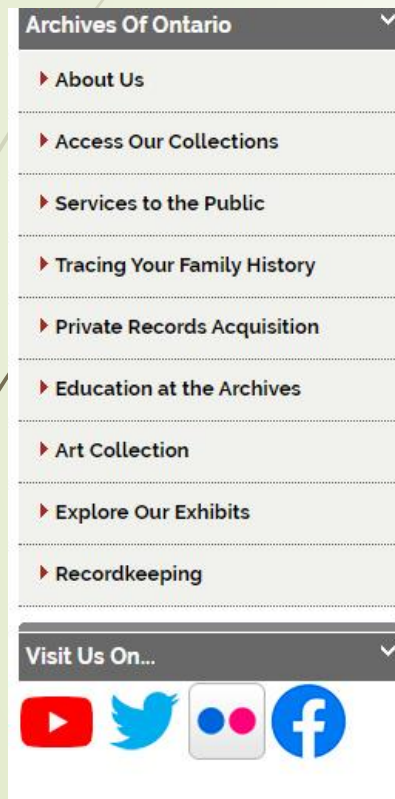 Archives Of Ontario
About Us
Access Our Collections
Services to the Public
Tracing Your Family History
Private Records Acquisition
Education at the Archives
Art Collection
Explore Our Exhibits
Recordkeeping
Visit Us On...